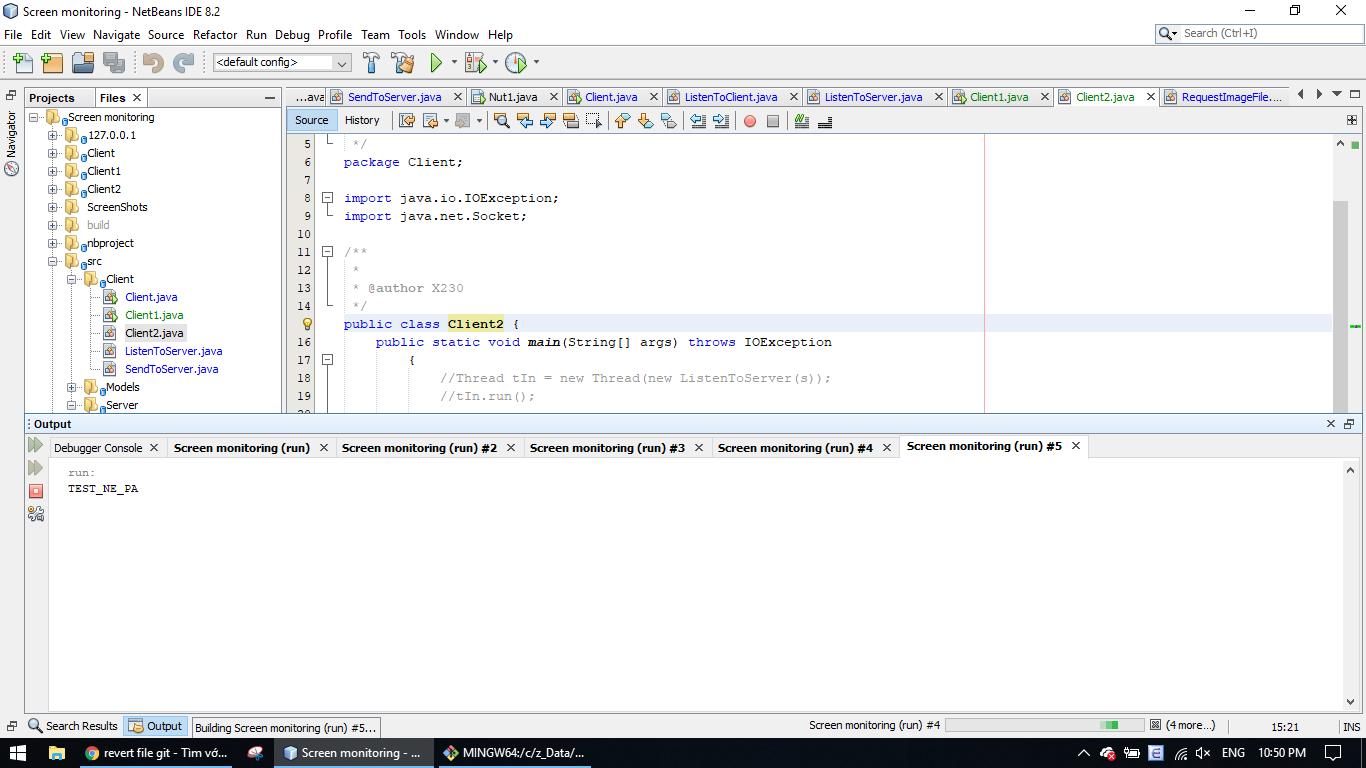 Screen monitoring - NetBeans IDE 8.2
File Edit View Navigate Source Refactor Run Debug Profile Team Tools Window Help
Search (Ctrl+I)
<default config>
Projects Files
...ava SendToServer.java Nut1.java Client.java ListenToClient.java ListenToServer.java Client1.java Client2.java RequestImageFile....
Navigator
Source History
Screen monitoring
127.0.0.1
Client
Client1
Client2
ScreenShots
build
nbproject
src
Client
Client.java
Client1.java
Client2.java
ListenToServer.java
SendToServer.java
Models
Server
5 */
6 package Client;
7
8 import java.io.IOException;
9 import java.net.Socket;
10
11 /**
12 *
13 * @author X230
14 */
public class Client2 {
16 public static void main(String[] args) throws IOException
17 {
18 //Thread tIn = new Thread(new ListenToServer(s));
19 //tIn.run();
Output
Debugger Console Screen monitoring (run) Screen monitoring (run) #2 Screen monitoring (run) #3 Screen monitoring (run) #4 Screen monitoring (run) #5
run:
TEST_NE_PA
Search Results Output Building Screen monitoring (run) #5... Screen monitoring (run) #4 (4 more...) 15:21 INS
revert file git - Tìm vớ... Screen monitoring - ... MINGW64:/c/z_Data/... ENG 10:50 PM